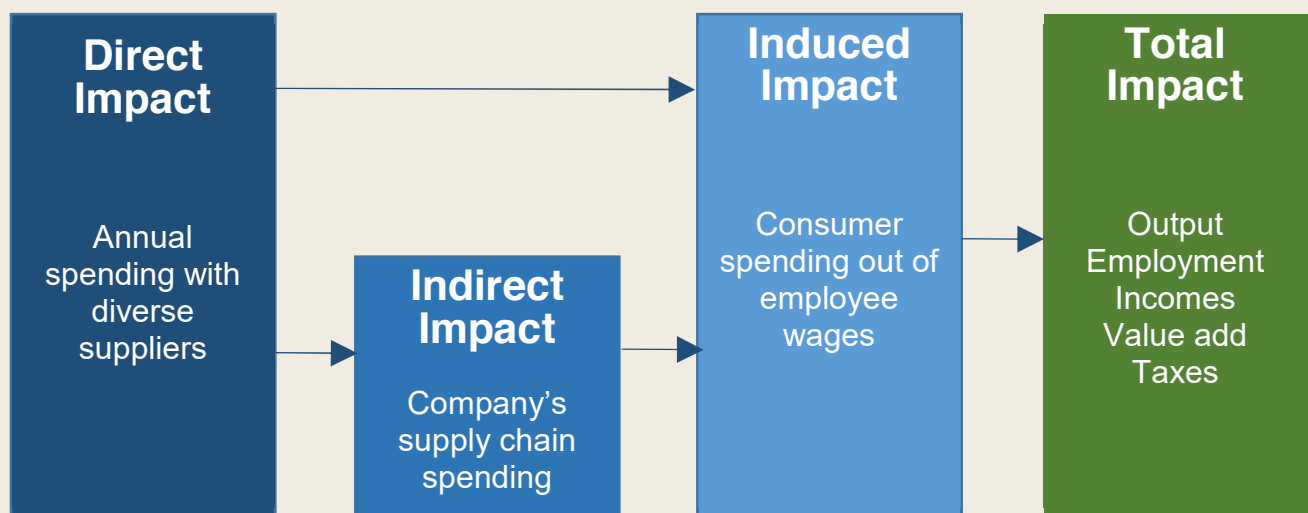 Direct
Impact
Annual
spending with
diverse
suppliers
Indirect
Impact
Company’s
supply chain
spending
Induced
Impact
Consumer
spending out of
employee
wages
Total
Impact
Output
Employment
Incomes
Value add
Taxes